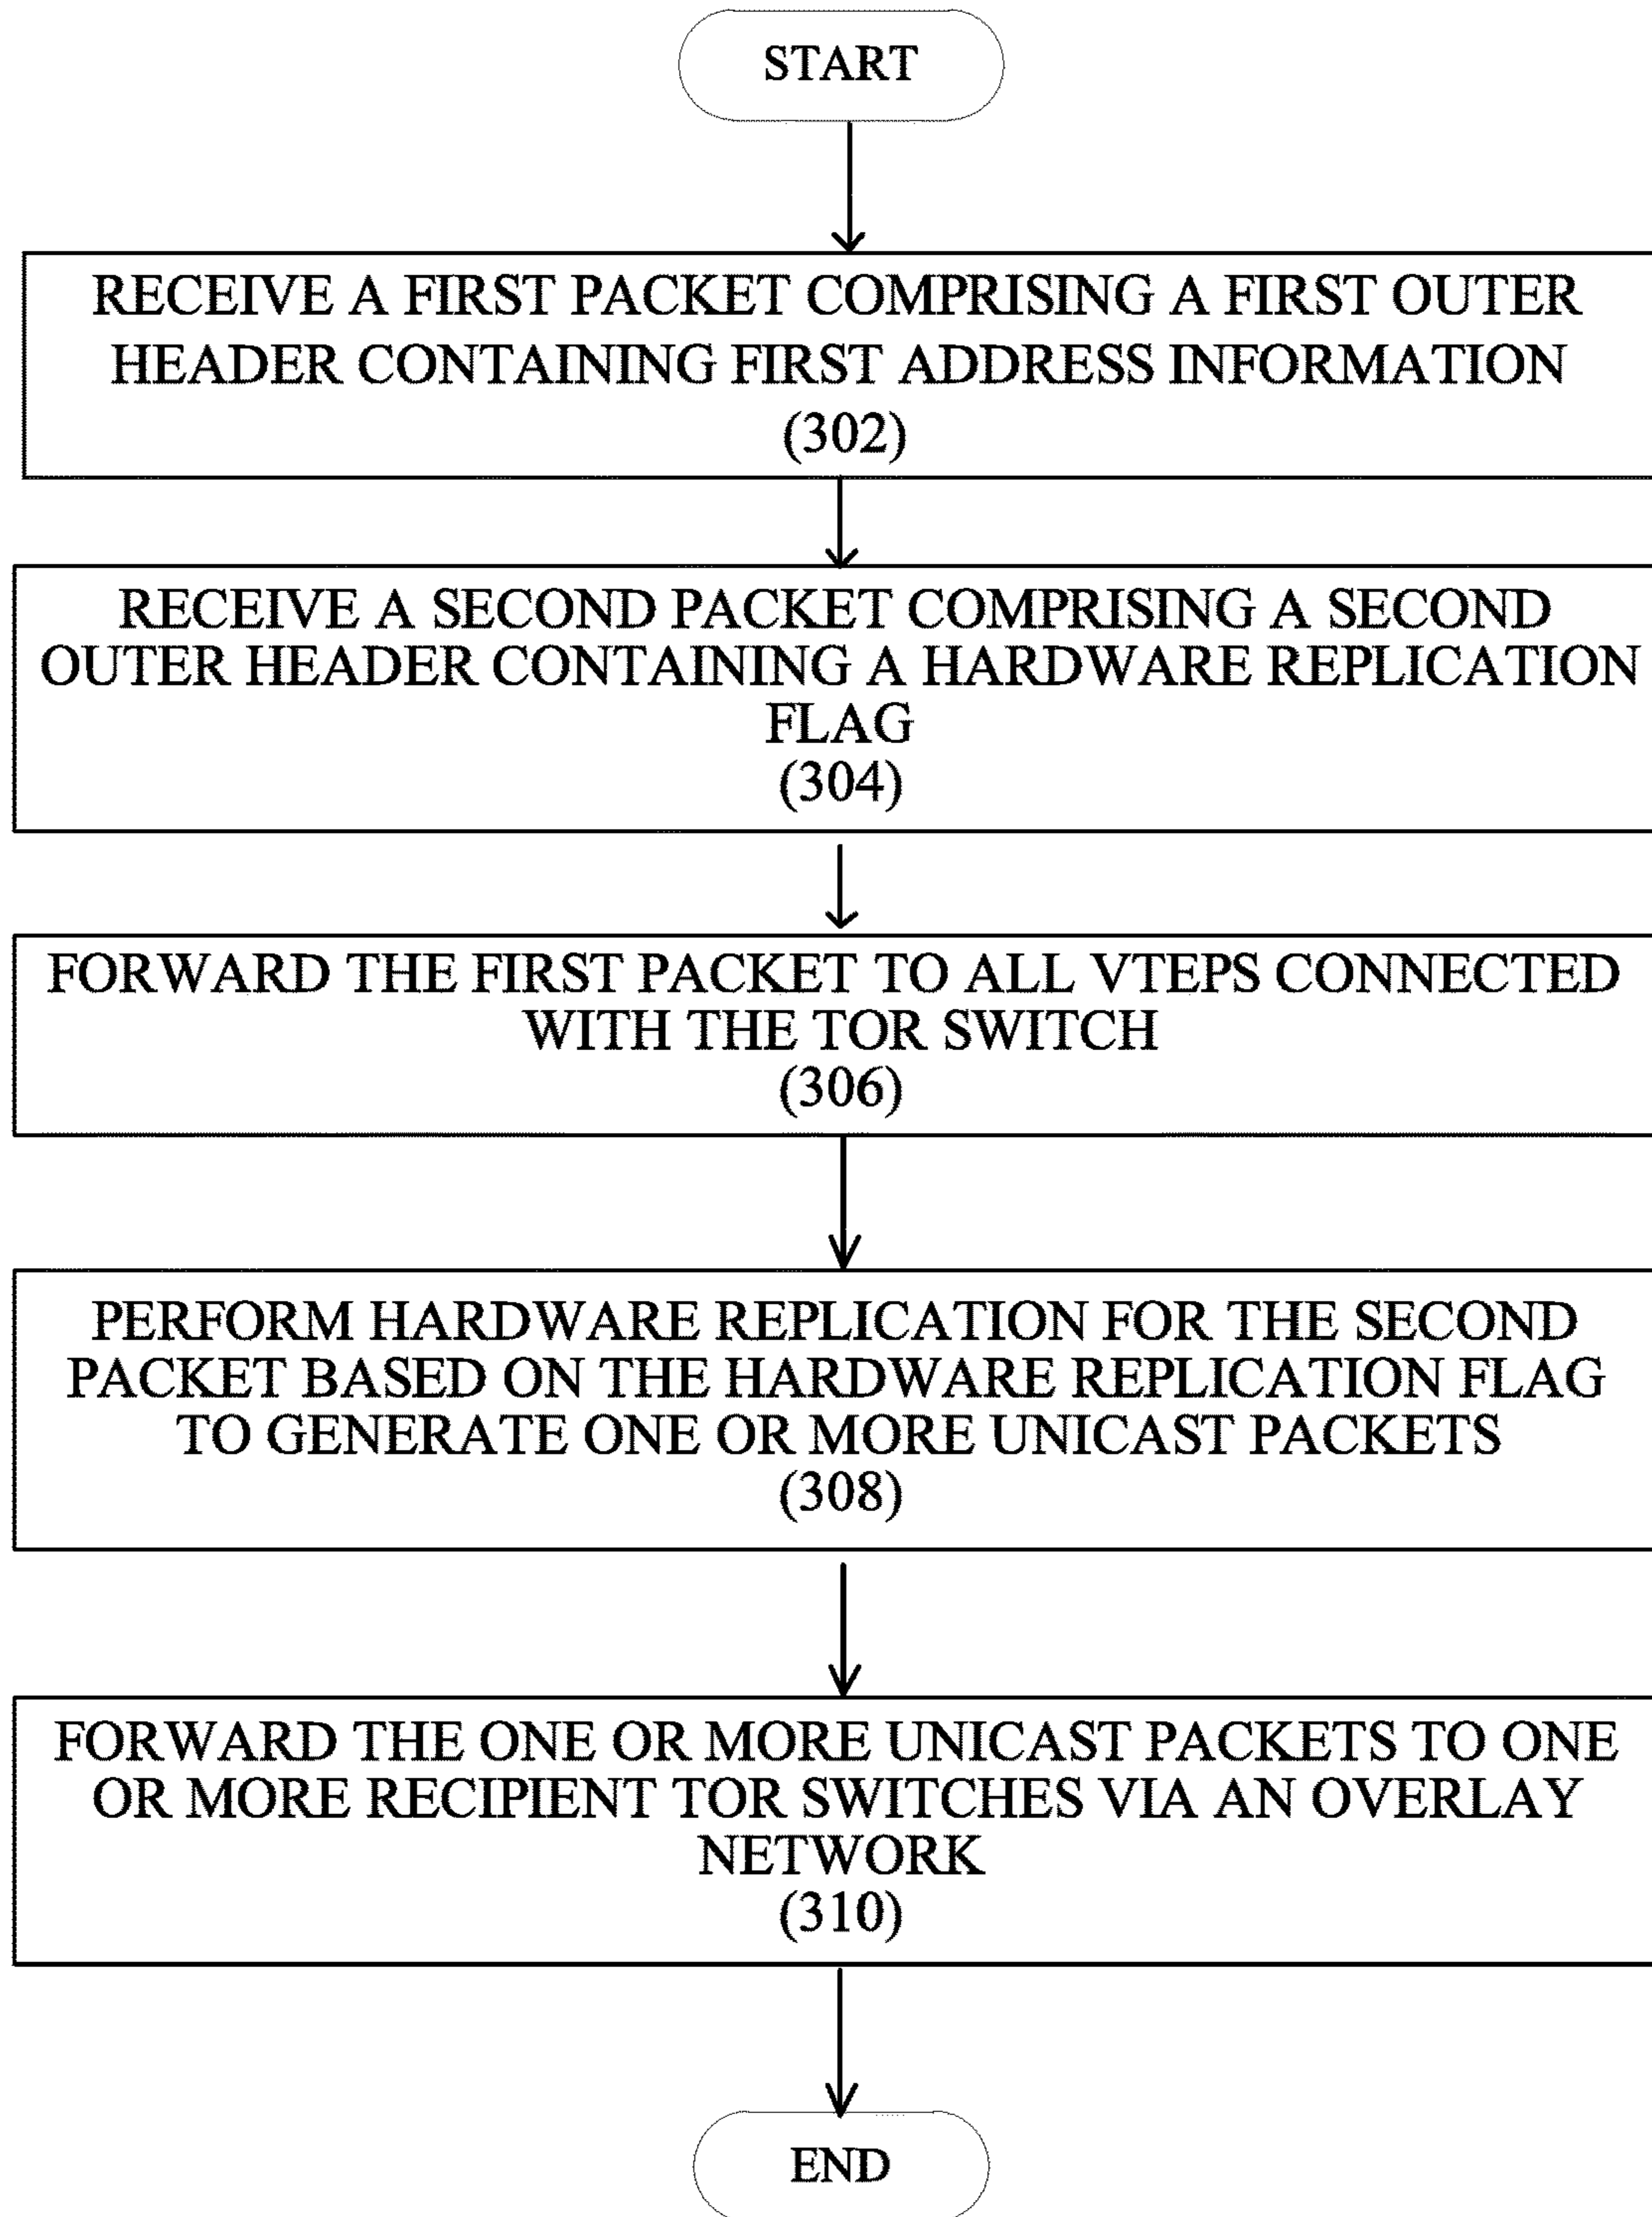 START
RECEIVE A FIRST PACKET COMPRISING A FIRST OUTER
HEADER CONTAINING FIRST ADDRESS INFORMATION
(302)
RECEIVE A SECOND PACKET COMPRISING A SECOND
OUTER HEADER CONTAINING A HARDWARE REPLICATION
FLAG
(304)
FORWARD THE FIRST PACKET TO ALL VTEPS CONNECTED
WITH THE TOR SWITCH
(306)
PERFORM HARDWARE REPLICATION FOR THE SECOND
PACKET BASED ON THE HARDWARE REPLICATION FLAG
TO GENERATE ONE OR MORE UNICAST PACKETS
(308)
FORWARD THE ONE OR MORE UNICAST PACKETS TO ONE
OR MORE RECIPIENT TOR SWITCHES VIA AN OVERLAY
NETWORK
(310)
END